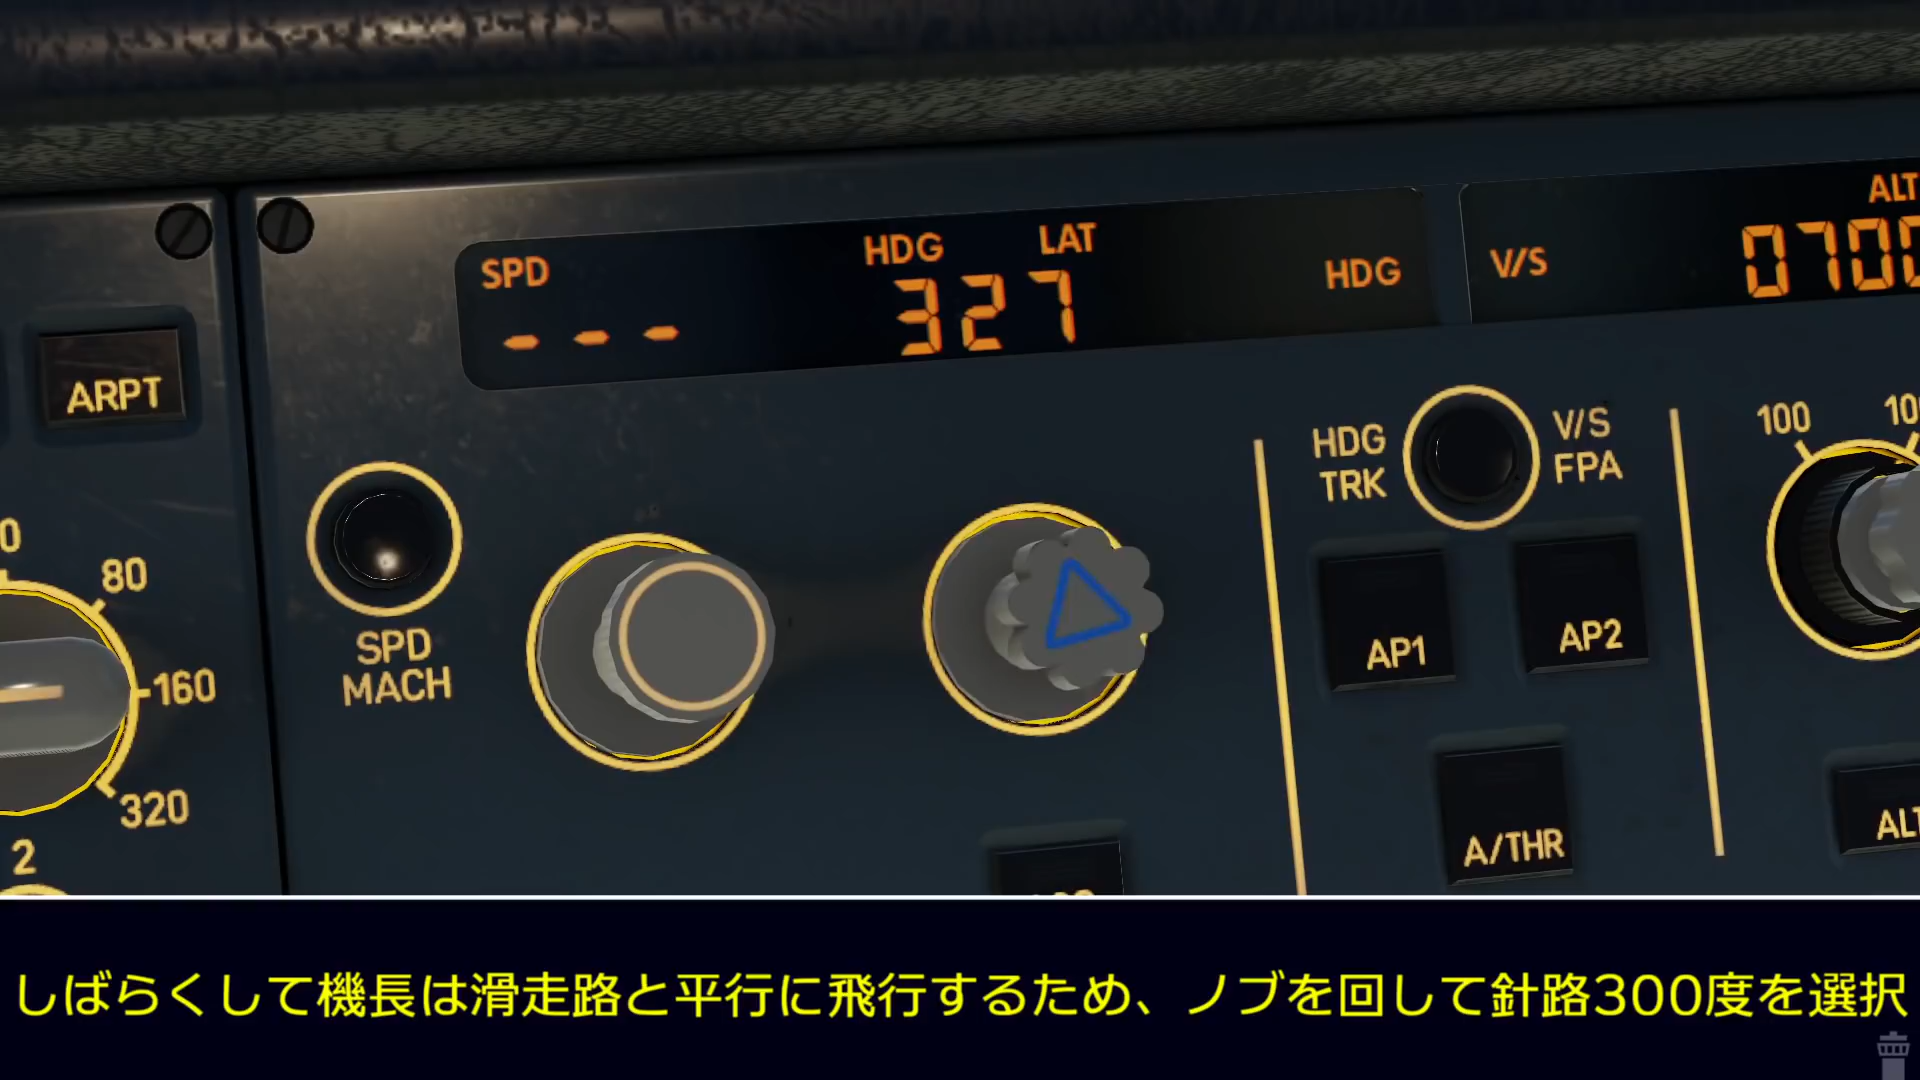 ALT
SPD
HDG
LAT
HDG
V/S
0700
- - -
327
ARPT
HDG
TRK
V/S
FPA
100
80
SPD
MACH
160
AP1
AP2
320
2
A/THR
ALT
しばらくして機長は滑走路と平行に飛行するため、ノブを回して針路300度を選択